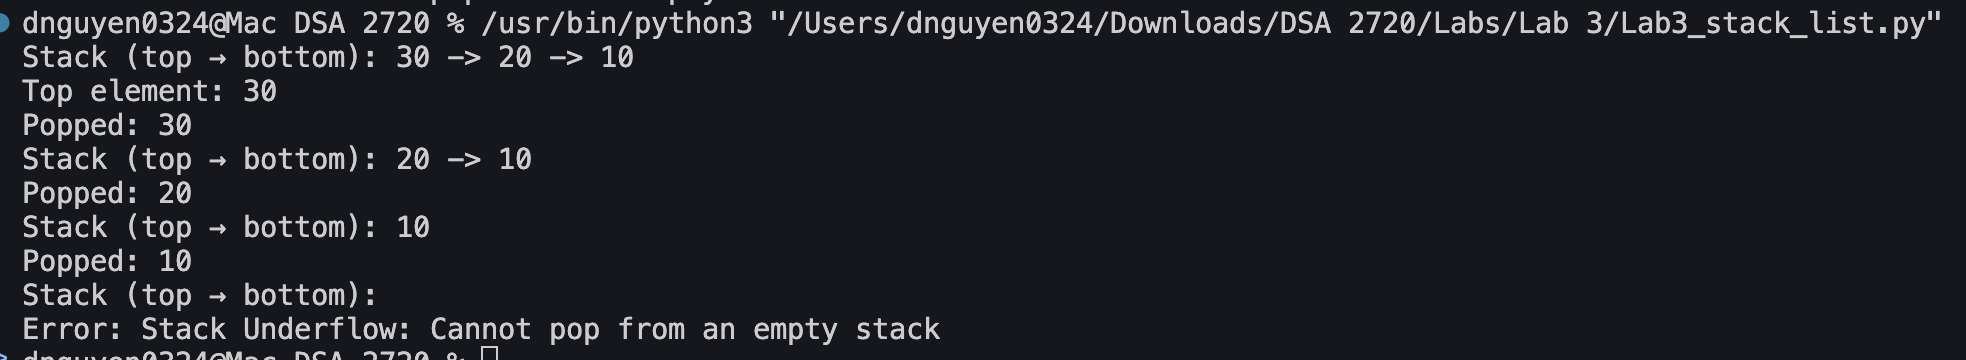 dnguyen0324@Mac DSA 2720 % /usr/bin/python3 "/Users/dnguyen0324/Downloads/DSA 2720/Labs/Lab 3/Lab3_stack_list.py"
Stack (top → bottom): 30 -> 20 -> 10
Top element: 30
Popped: 30
Stack (top → bottom): 20 -> 10
Popped: 20
Stack (top → bottom): 10
Popped: 10
Stack (top → bottom):
Error: Stack Underflow: Cannot pop from an empty stack
dnguyen0324@Mac DSA 2720 %